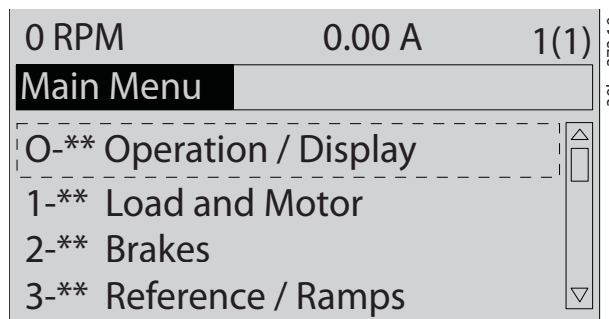 0 RPM 0.00 A 1(1)
Main Menu
O-** Operation / Display
1-** Load and Motor
2-** Brakes
3-** Reference / Ramps